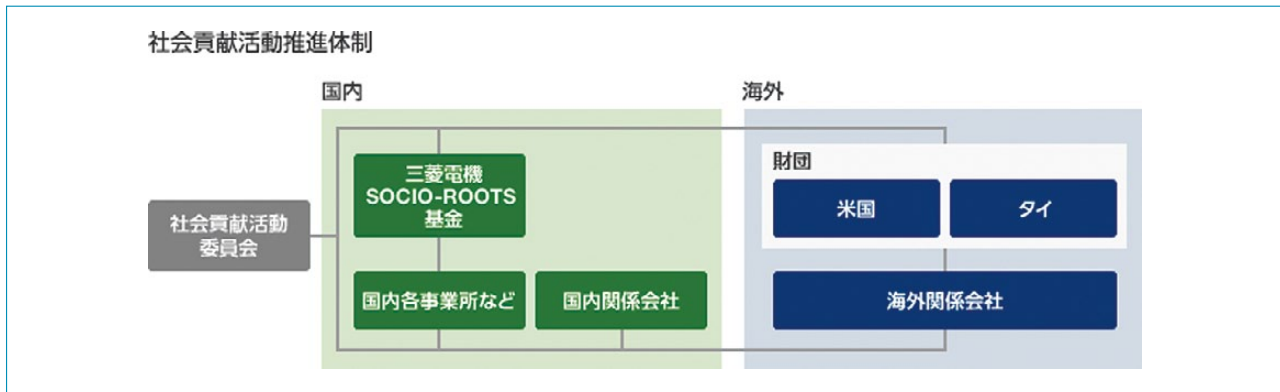 社会貢献活動推進体制
国内
海外
社会貢献活動
委員会
三菱電機
SOCIO-ROOTS
基金
国内各事業所など
国内関係会社
財団
米国
タイ
海外関係会社